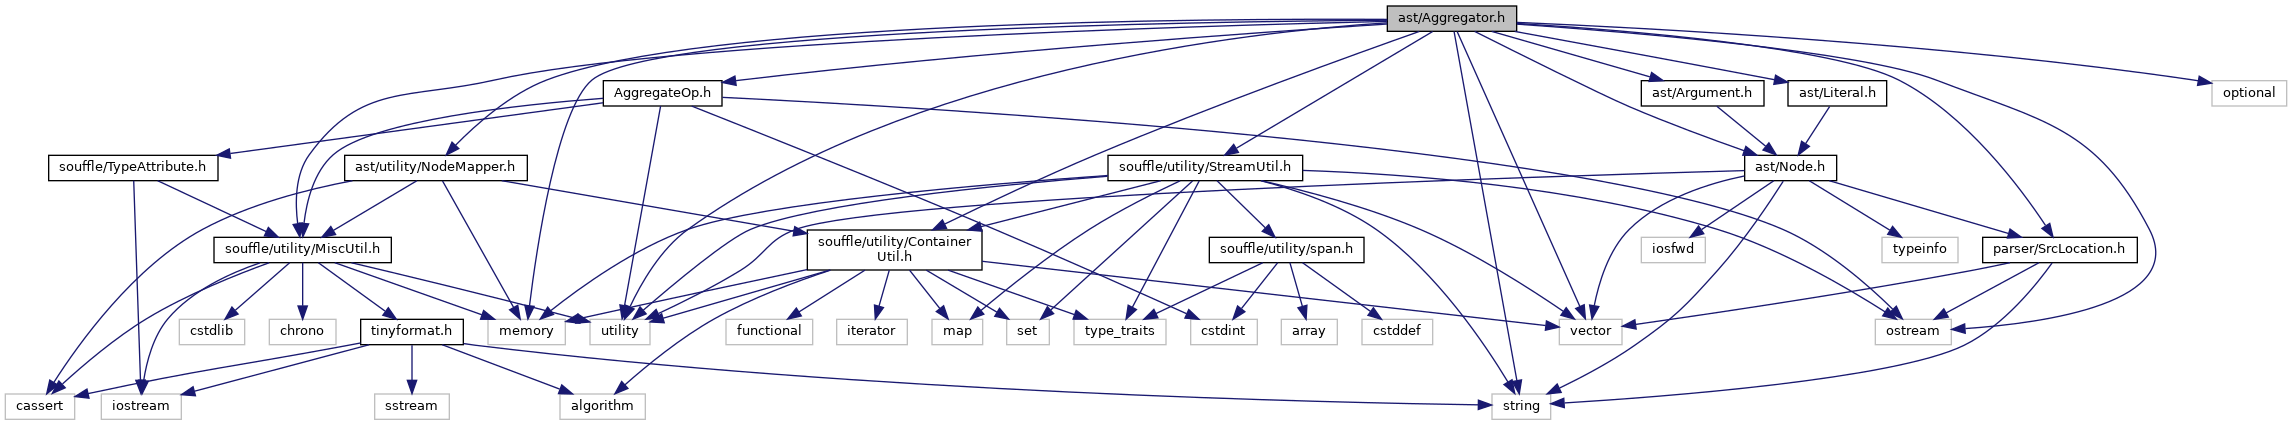 ast/Aggregator.h
AggregateOp.h
ast/Argument.h
ast/Literal.h
optional
souffle/TypeAttribute.h
ast/utility/NodeMapper.h
souffle/utility/StreamUtil.h
ast/Node.h
souffle/utility/MiscUtil.h
souffle/utility/Container
Util.h
souffle/utility/span.h
iosfwd
typeinfo
parser/SrcLocation.h
cstdlib
chrono
tinyformat.h
memory
utility
functional
iterator
map
set
type_traits
cstdint
array
cstddef
vector
ostream
cassert
iostream
sstream
algorithm
string